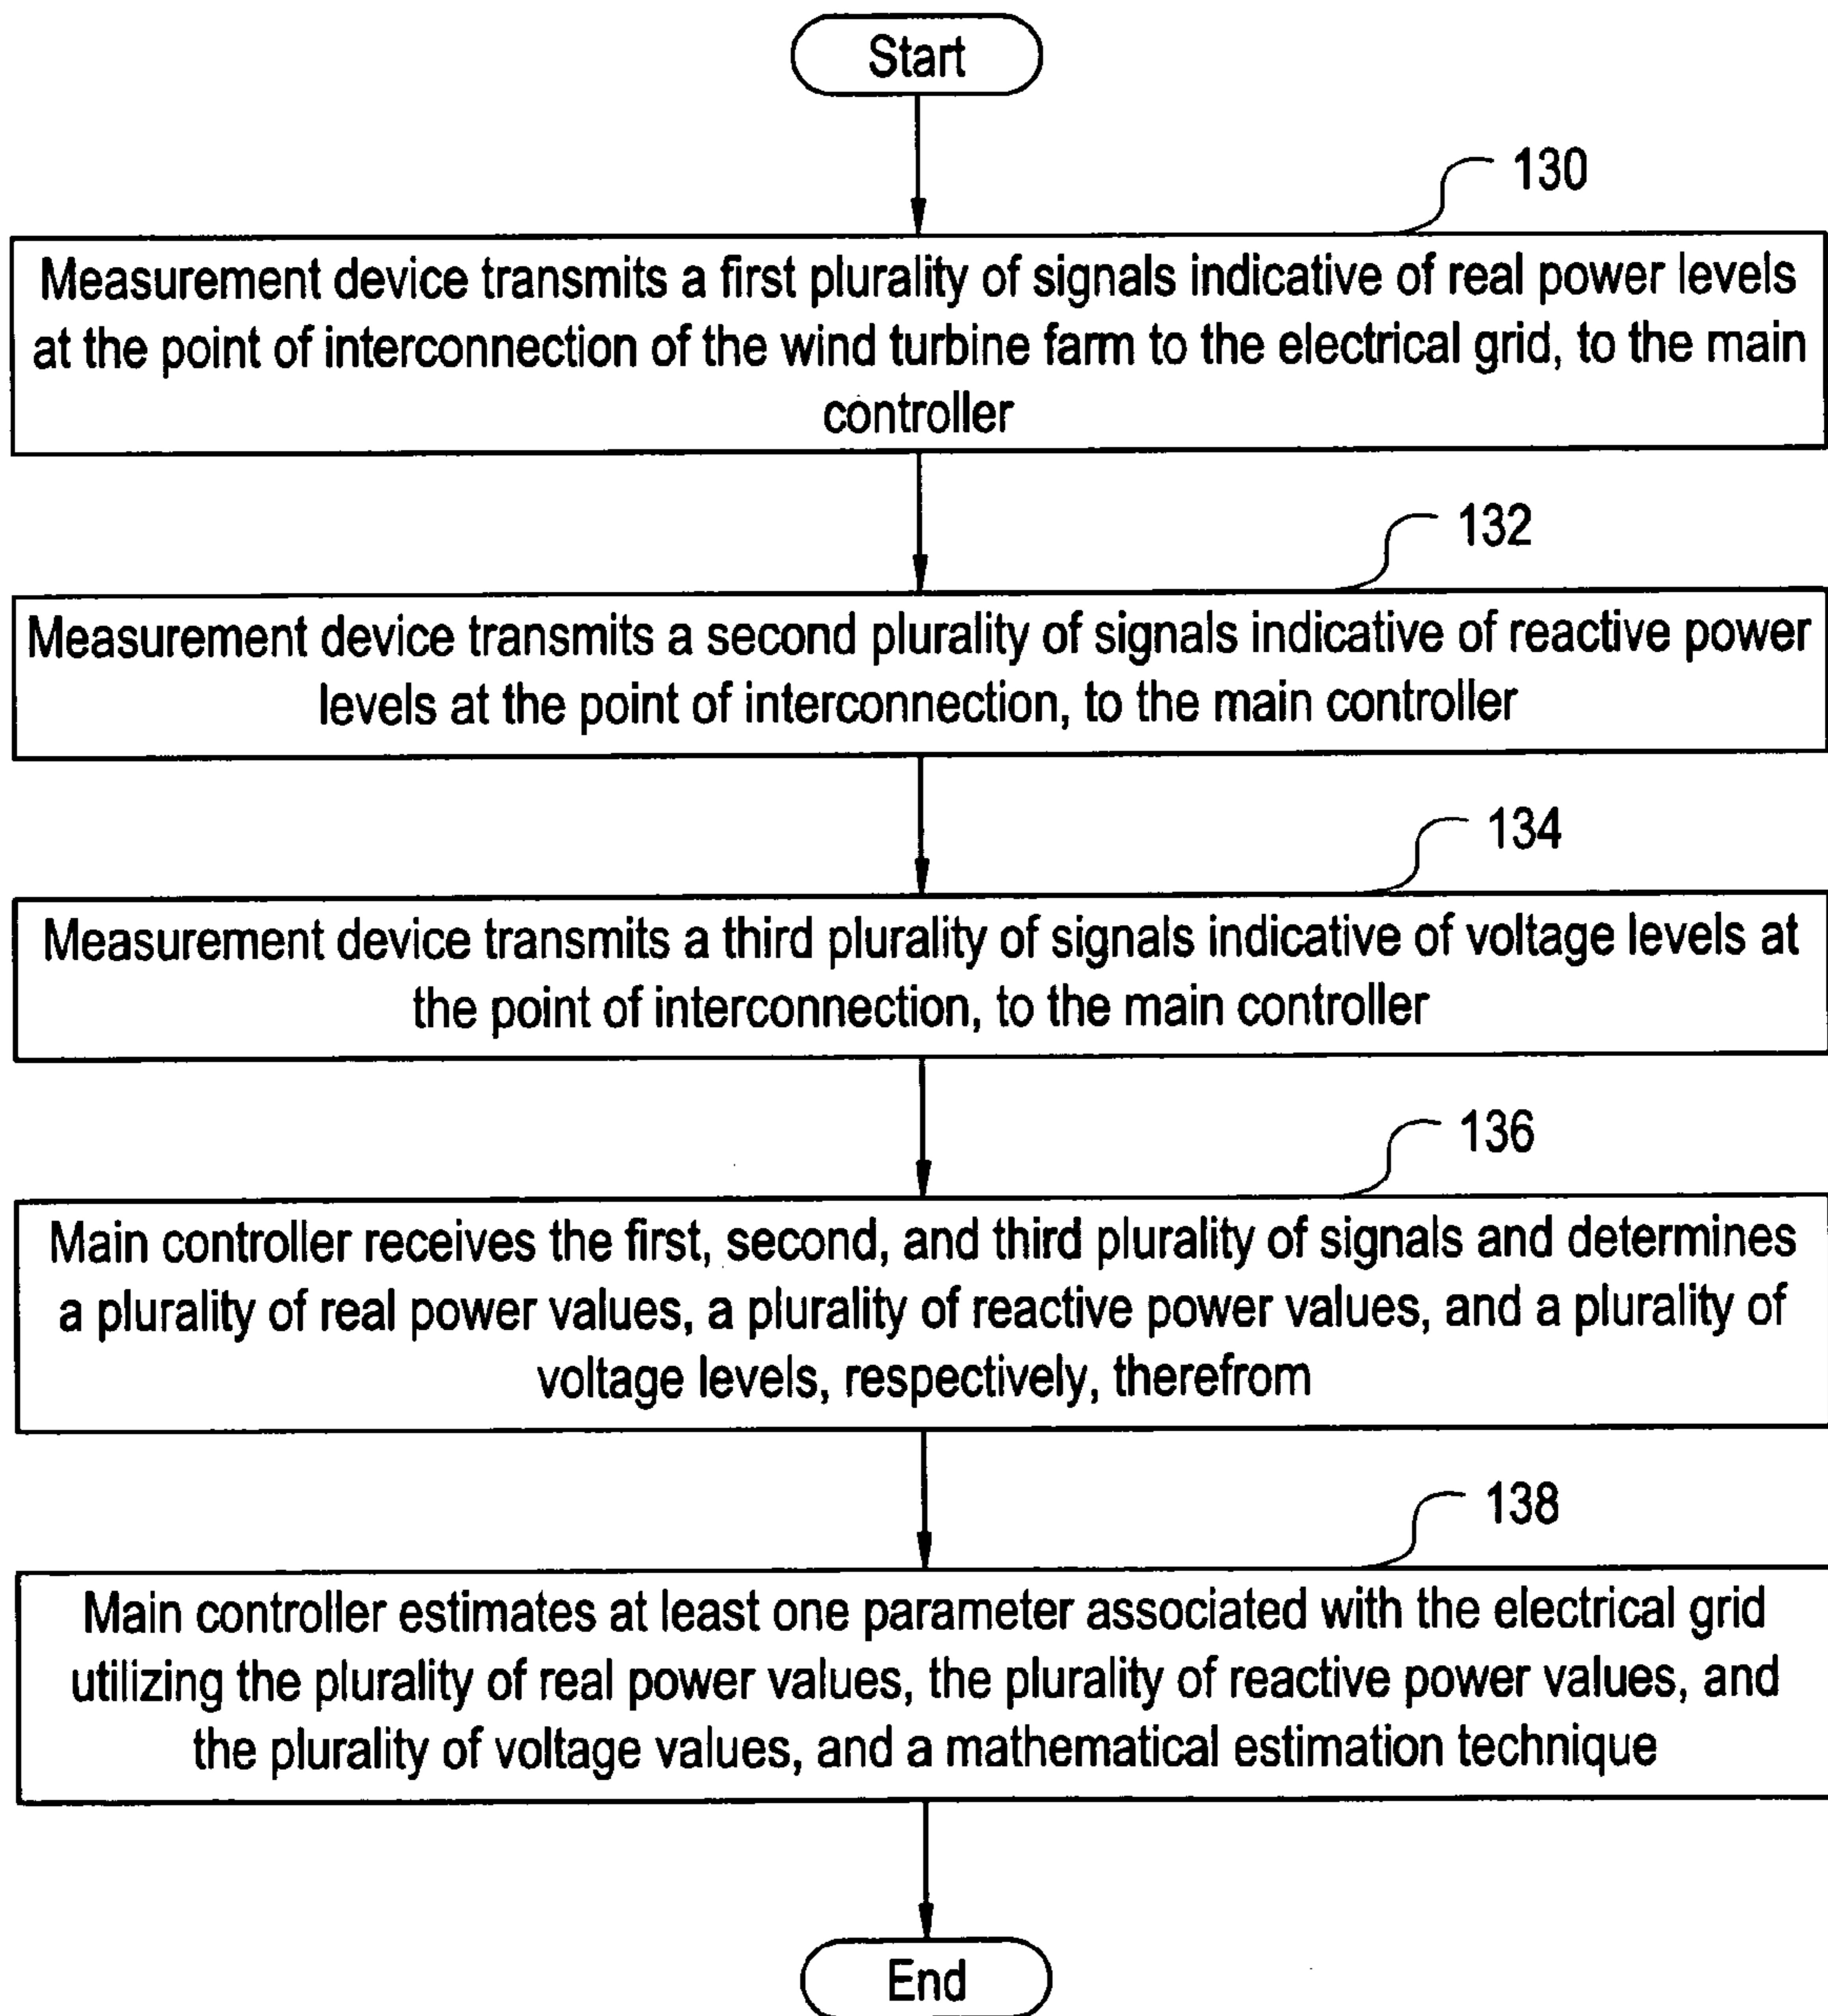 Start
130
Measurement device transmits a first plurality of signals indicative of real power levels
at the point of interconnection of the wind turbine farm to the electrical grid, to the main
controller
132
Measurement device transmits a second plurality of signals indicative of reactive power
levels at the point of interconnection, to the main controller
134
Measurement device transmits a third plurality of signals indicative of voltage levels at
the point of interconnection, to the main controller
136
Main controller receives the first, second, and third plurality of signals and determines
a plurality of real power values, a plurality of reactive power values, and a plurality of
voltage levels, respectively, therefrom
138
Main controller estimates at least one parameter associated with the electrical grid
utilizing the plurality of real power values, the plurality of reactive power values, and
the plurality of voltage values, and a mathematical estimation technique
End